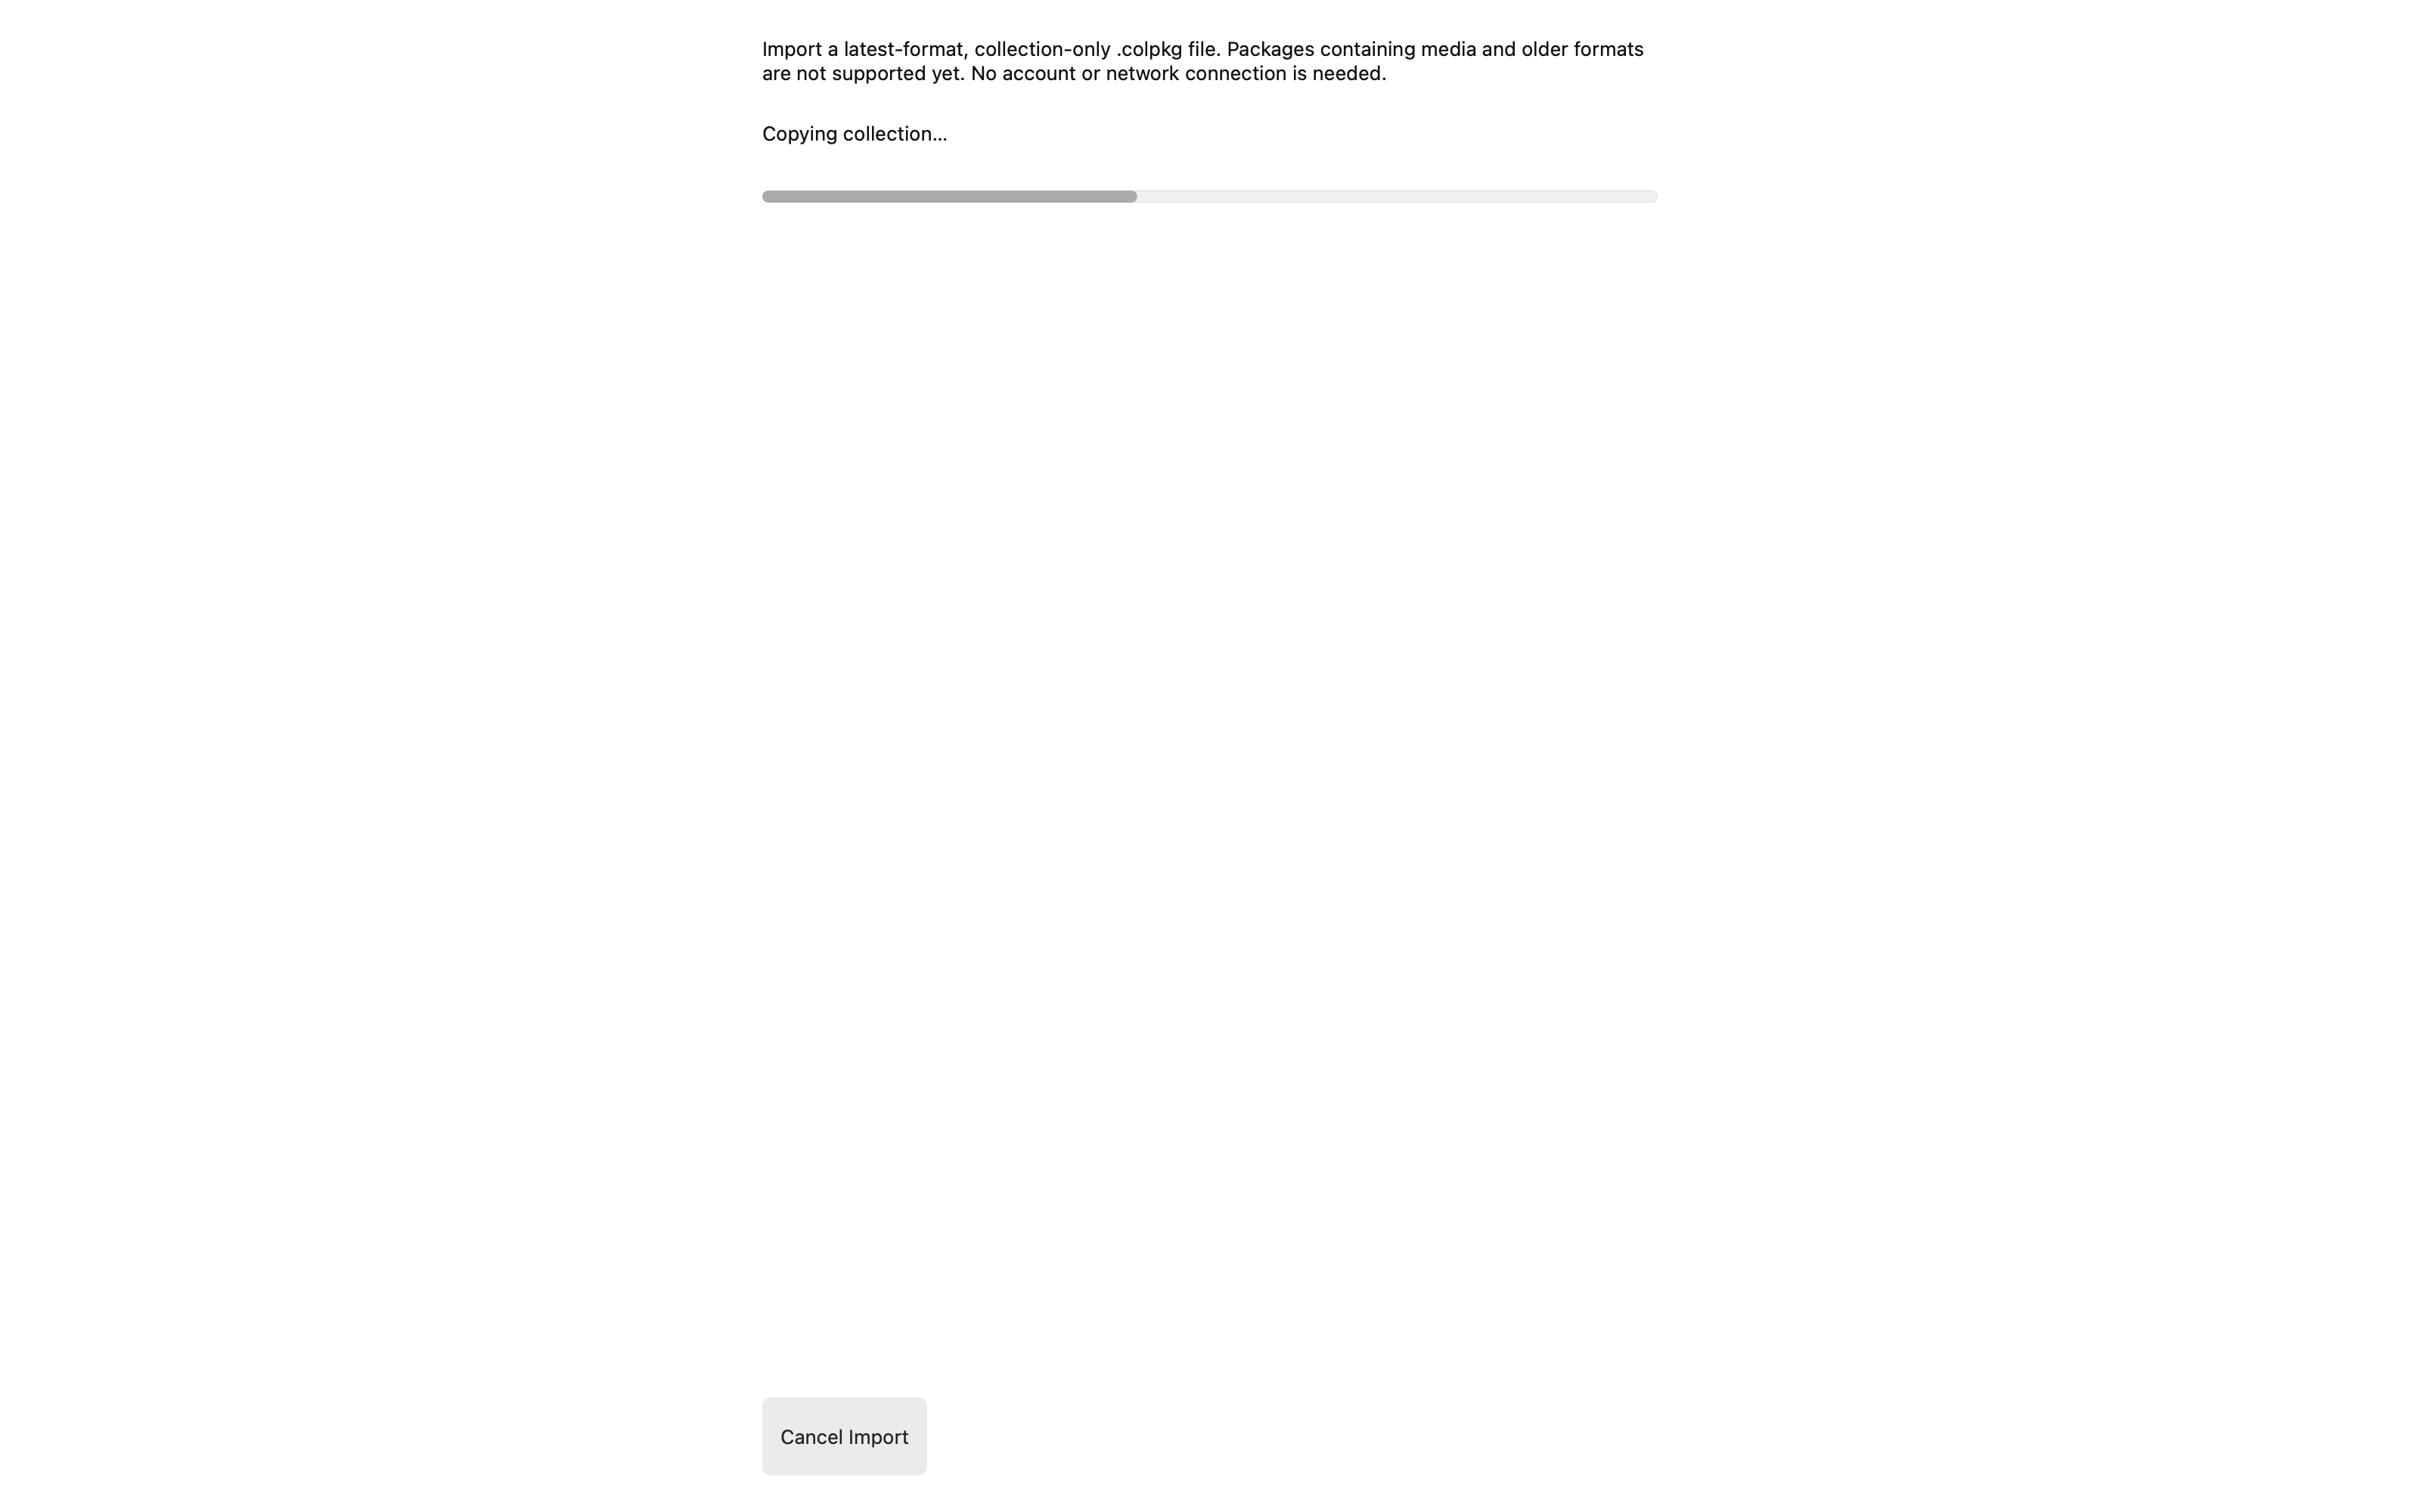 Import a latest-format, collection-only .colpkg file. Packages containing media and older formats
are not supported yet. No account or network connection is needed.
Copying collection...
Cancel Import